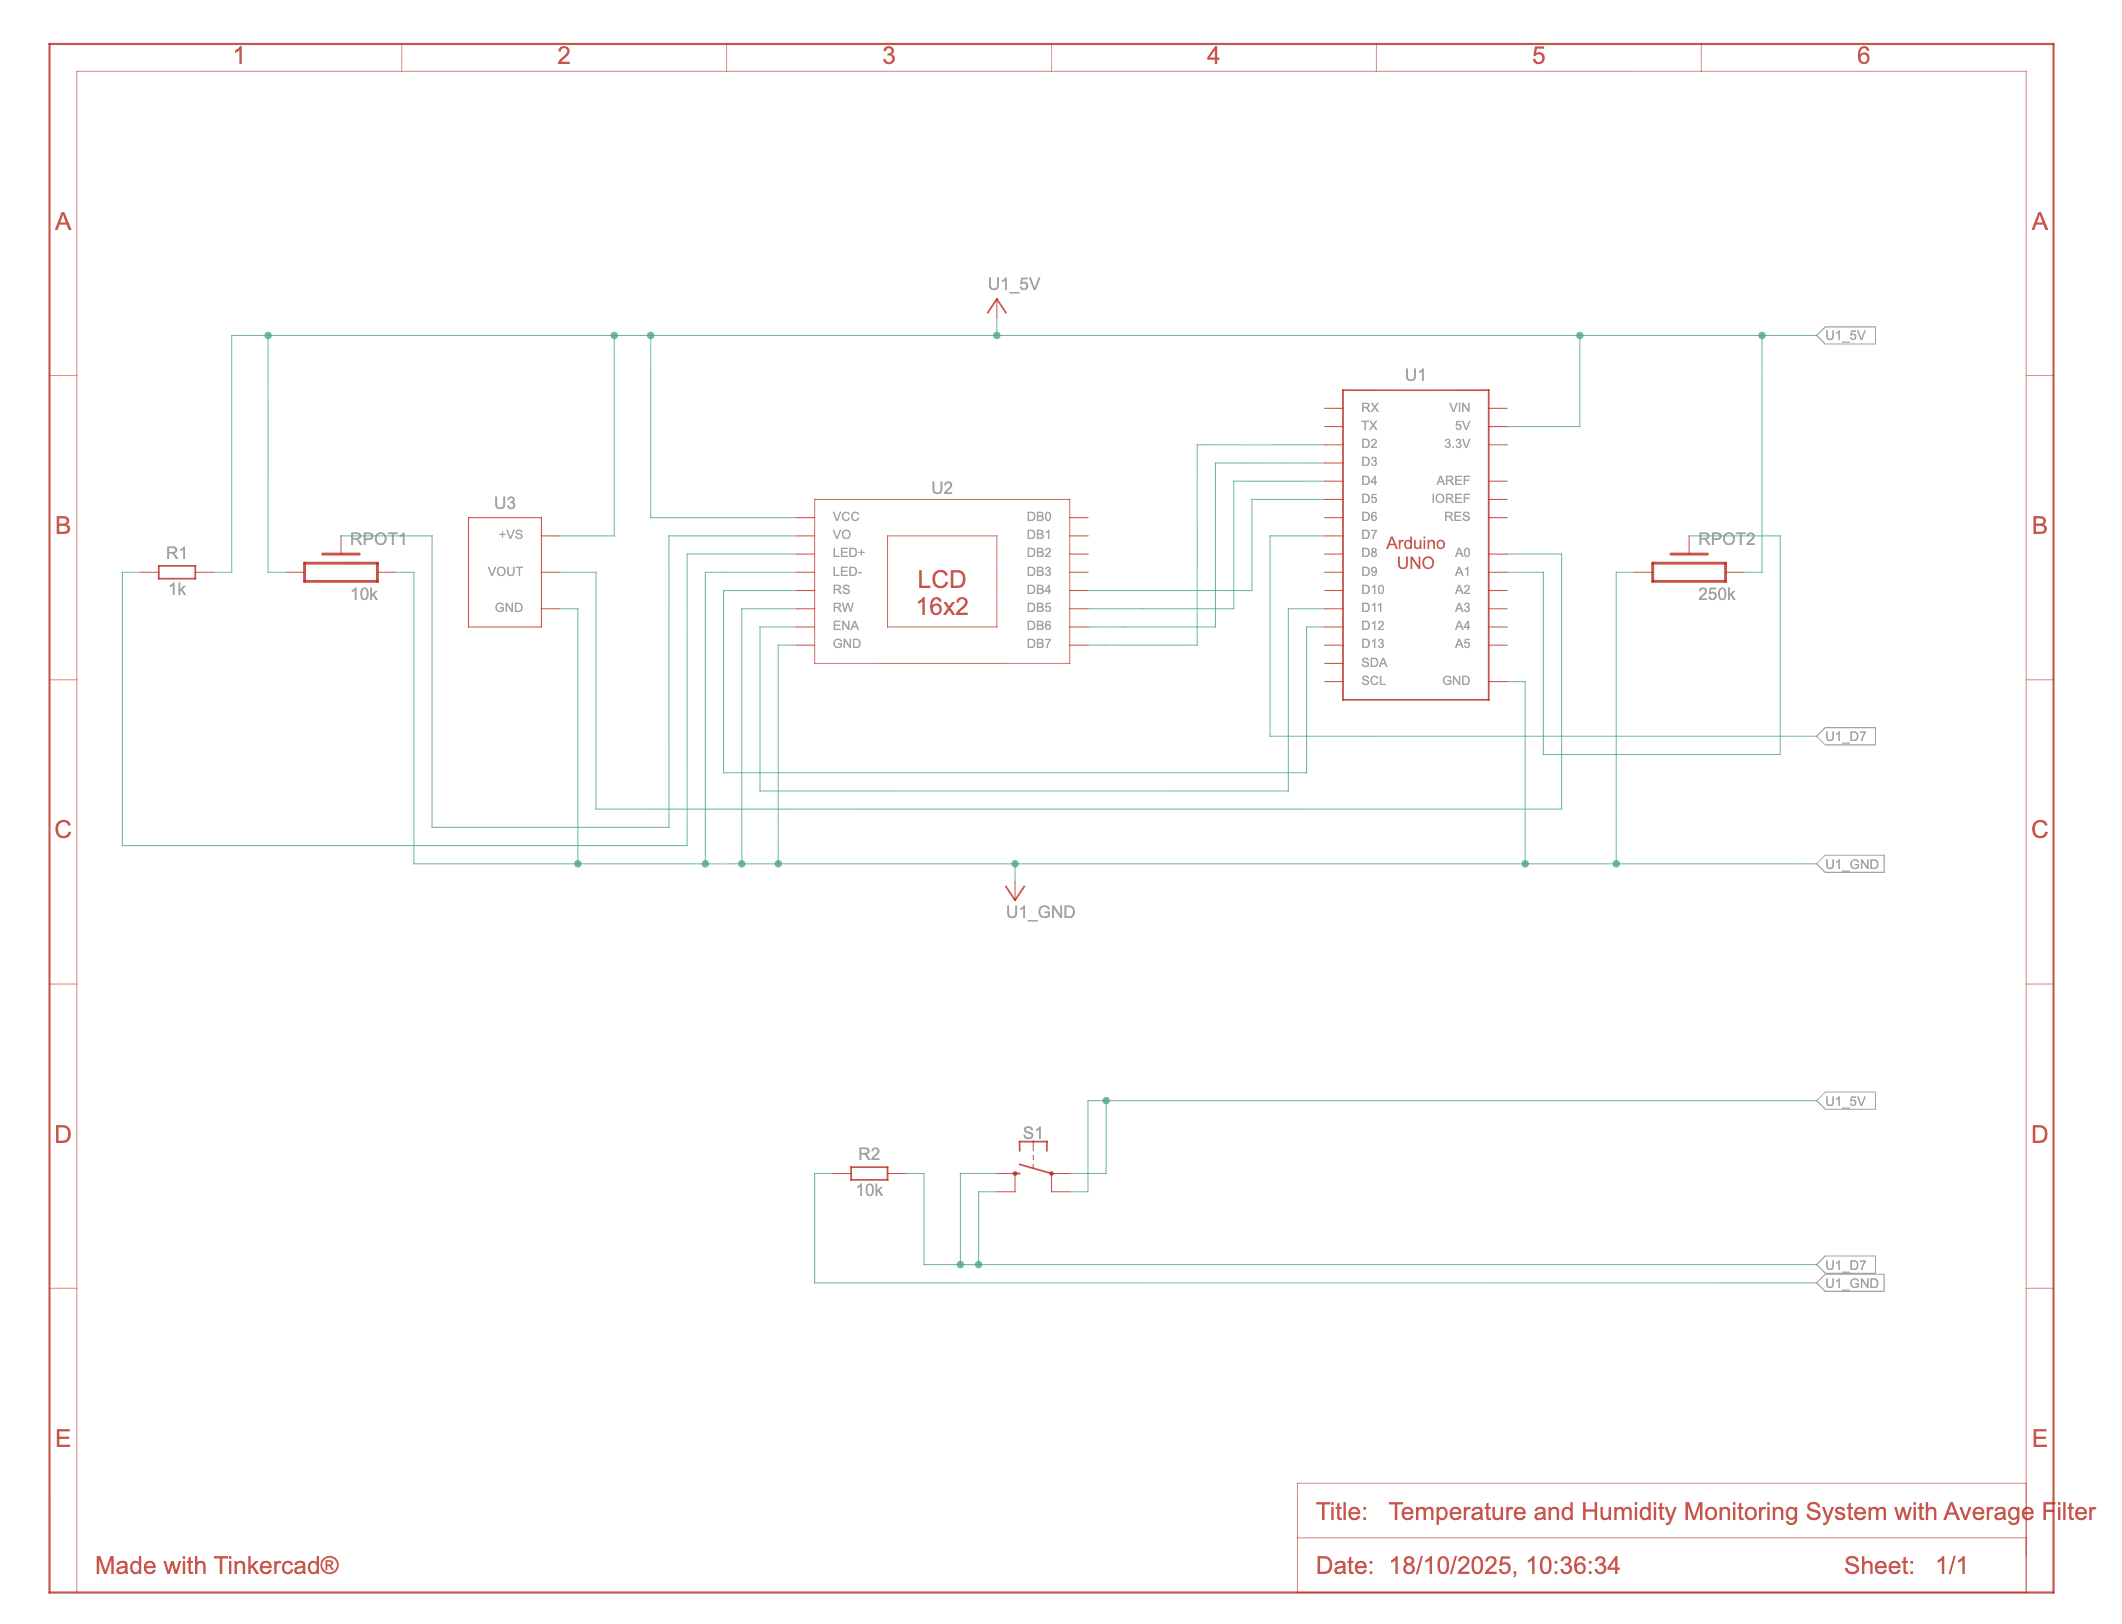 1 2 3 4 5 6
A A
U1_5V
U1_5V
U1
RX VIN
TX 5V
D2 3.3V
D3
D4 AREF
D5 IOREF
D6 RES
D7
D8 A0
D9 A1
D10 A2
D11 A3
D12 A4
D13 A5
SDA
SCL GND
Arduino
UNO
U2
VCC DB0
VO DB1
LED+ DB2
LED- DB3
RS DB4
RW DB5
ENA DB6
GND DB7
LCD
16x2
U3
+VS
VOUT
GND
B B
R1
1k
RPOT1
10k
RPOT2
250k
U1_D7
C C
U1_GND
U1_GND
U1_5V
D D
S1
R2
10k
U1_D7
U1_GND
E E
Title: Temperature and Humidity Monitoring System with Average Filter
Made with Tinkercad®
Date: 18/10/2025, 10:36:34 Sheet: 1/1